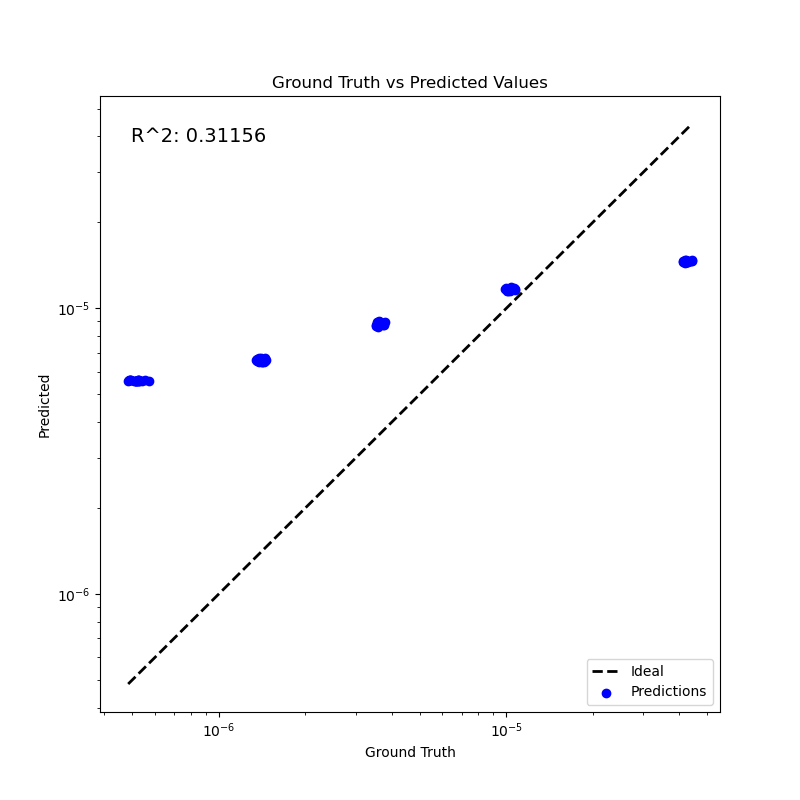 Ground Truth vs Predicted Values
R^2: 0.31156
Predicted
10⁻⁵
10⁻⁶
Ideal
Predictions
10⁻⁶
10⁻⁵
Ground Truth